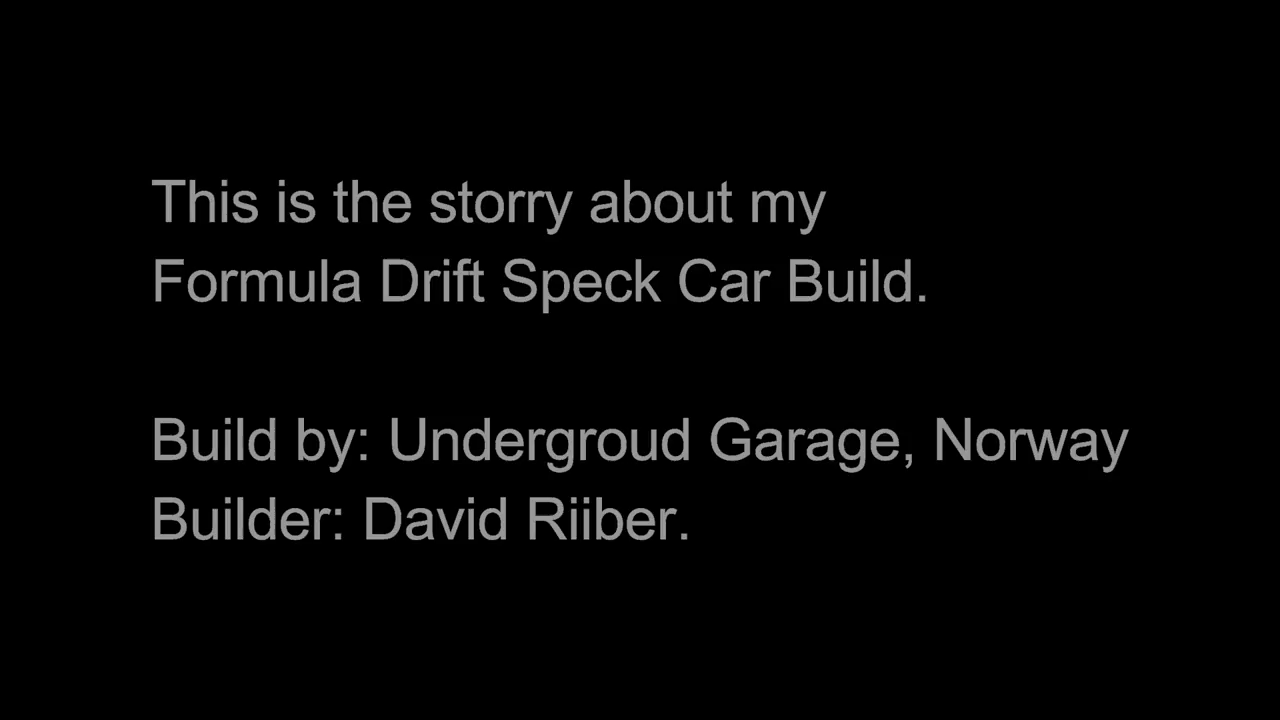 This is the storry about my
Formula Drift Speck Car Build.
Build by: Undergroud Garage, Norway
Builder: David Riiber.